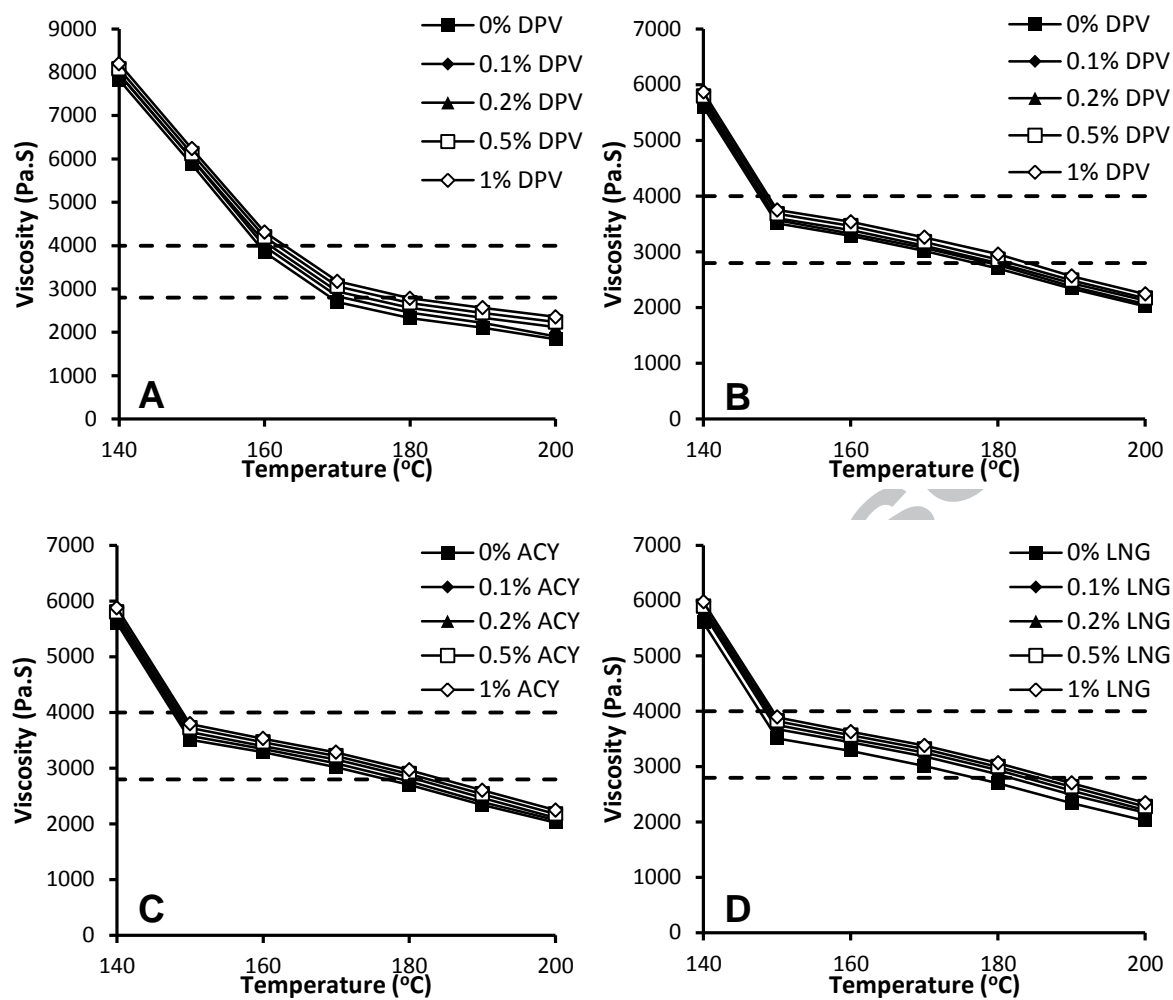 9000
8000
7000
6000
5000
4000
3000
2000
1000
0
Viscosity (Pa.S)
0% DPV
0.1% DPV
0.2% DPV
0.5% DPV
1% DPV
A
140 160 180 200
Temperature (°C)
7000
6000
5000
4000
3000
2000
1000
0
Viscosity (Pa.S)
0% DPV
0.1% DPV
0.2% DPV
0.5% DPV
1% DPV
B
140 160 180 200
Temperature (°C)
7000
6000
5000
4000
3000
2000
1000
0
Viscosity (Pa.S)
0% ACY
0.1% ACY
0.2% ACY
0.5% ACY
1% ACY
C
140 160 180 200
Temperature (°C)
7000
6000
5000
4000
3000
2000
1000
0
Viscosity (Pa.S)
0% LNG
0.1% LNG
0.2% LNG
0.5% LNG
1% LNG
D
140 160 180 200
Temperature (°C)